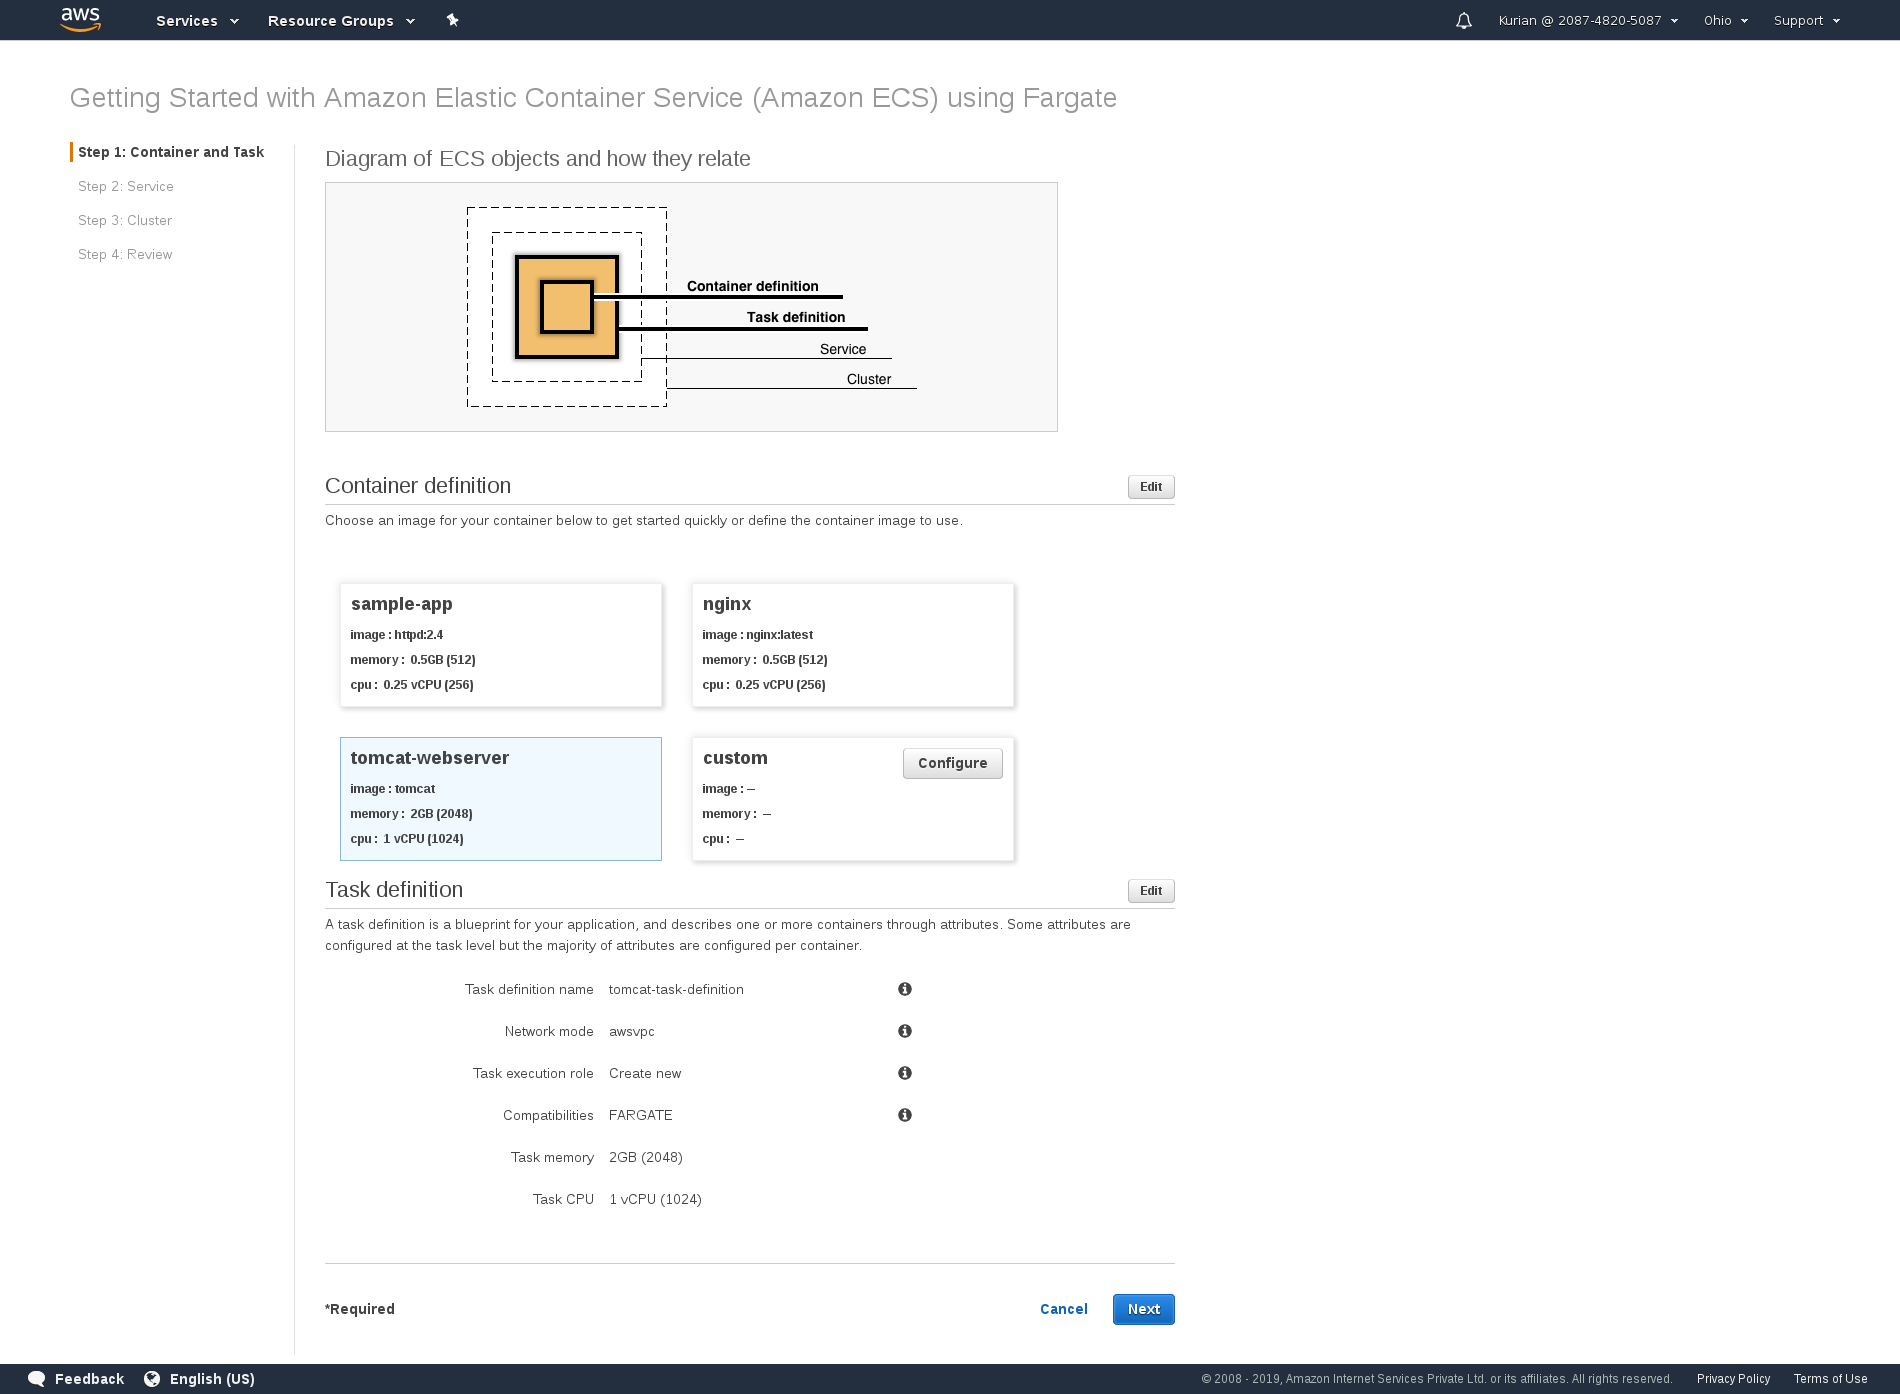 aws Services Resource Groups Kurian @ 2087-4820-5087 Ohio Support
Getting Started with Amazon Elastic Container Service (Amazon ECS) using Fargate
Step 1: Container and Task
Step 2: Service
Step 3: Cluster
Step 4: Review
Diagram of ECS objects and how they relate
Container definition
Task definition
Service
Cluster
Container definition Edit
Choose an image for your container below to get started quickly or define the container image to use.
sample-app
image : httpd:2.4
memory : 0.5GB (512)
cpu : 0.25 vCPU (256)
nginx
image : nginx:latest
memory : 0.5GB (512)
cpu : 0.25 vCPU (256)
tomcat-webserver
image : tomcat
memory : 2GB (2048)
cpu : 1 vCPU (1024)
custom Configure
image : --
memory : --
cpu : --
Task definition Edit
A task definition is a blueprint for your application, and describes one or more containers through attributes. Some attributes are
configured at the task level but the majority of attributes are configured per container.
Task definition name tomcat-task-definition
Network mode awsvpc
Task execution role Create new
Compatibilities FARGATE
Task memory 2GB (2048)
Task CPU 1 vCPU (1024)
*Required Cancel Next
Feedback English (US) © 2008 - 2019, Amazon Internet Services Private Ltd. or its affiliates. All rights reserved. Privacy Policy Terms of Use